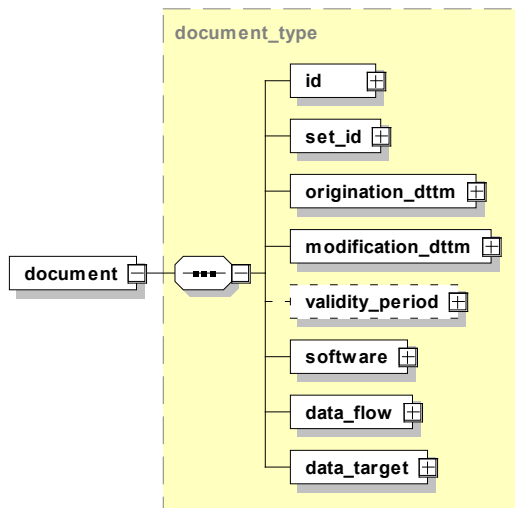 document_type
id
set_id
origination_dttm
modification_dttm
document
validity_period
software
data_flow
data_target